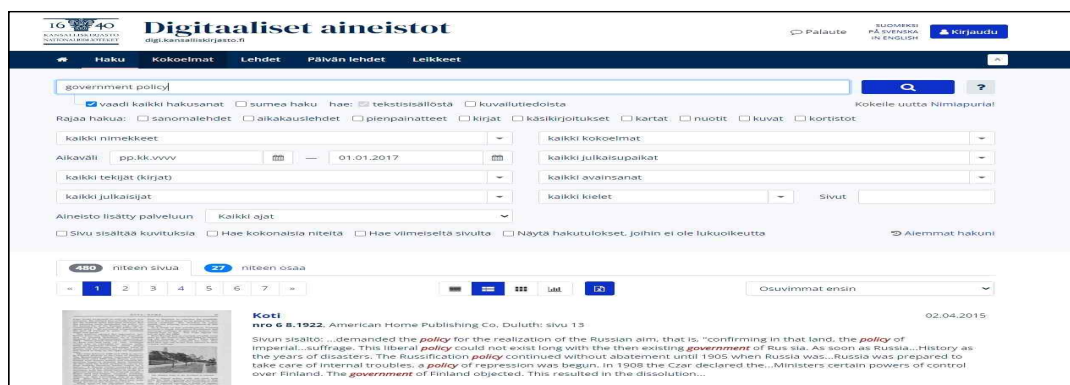 16 40
KANSALLISKIRJASTO
NATIONALBIBLIOTEKET
Digitaaliset aineistot
digi.kansalliskirjasto.fi
Palaute
SUOMEKSI
PÅ SVENSKA
IN ENGLISH
Kirjaudu
Haku Kokoelmat Lehdet Päivän lehdet Leikkeet
government policy
?
vaadi kaikki hakusanat sumea haku hae: tekstisisällöstä kuvailutiedoista Kokeile uutta Nimiapuria!
Rajaa hakua: sanomalehdet aikakauslehdet pienpainatteet kirjat käsikirjoitukset kartat nuotit kuvat kortistot
kaikki nimekkeet kaikki kokoelmat
Aikaväli pp.kk.vvvv — 01.01.2017 kaikki julkaisupaikat
kaikki tekijät (kirjat) kaikki avainsanat
kaikki julkaisijat kaikki kielet Sivut
Aineisto lisätty palveluun Kaikki ajat
Sivu sisältää kuvituksia Hae kokonaisia niteitä Hae viimeiseltä sivulta Näytä hakutulokset, joihin ei ole lukuoikeutta Aiemmat hakuni
480 niteen sivua 27 niteen osaa
« 1 2 3 4 5 6 7 » Osuvimmat ensin
Koti 02.04.2015
nro 6 8.1922, American Home Publishing Co, Duluth: sivu 13
Sivun sisältö: ...demanded the policy for the realization of the Russian aim, that is, "confirming in that land, the policy of
imperial...suffrage. This liberal policy could not exist long with the then existing government of Rus sia. As soon as Russia...History as
the years of disasters. The Russification policy continued without abatement until 1905 when Russia was...Russia was prepared to
take care of internal troubles, a policy of repression was begun. In 1908 the Czar declared the...Ministers certain powers of control
over Finland. The government of Finland objected. This resulted in the dissolution...